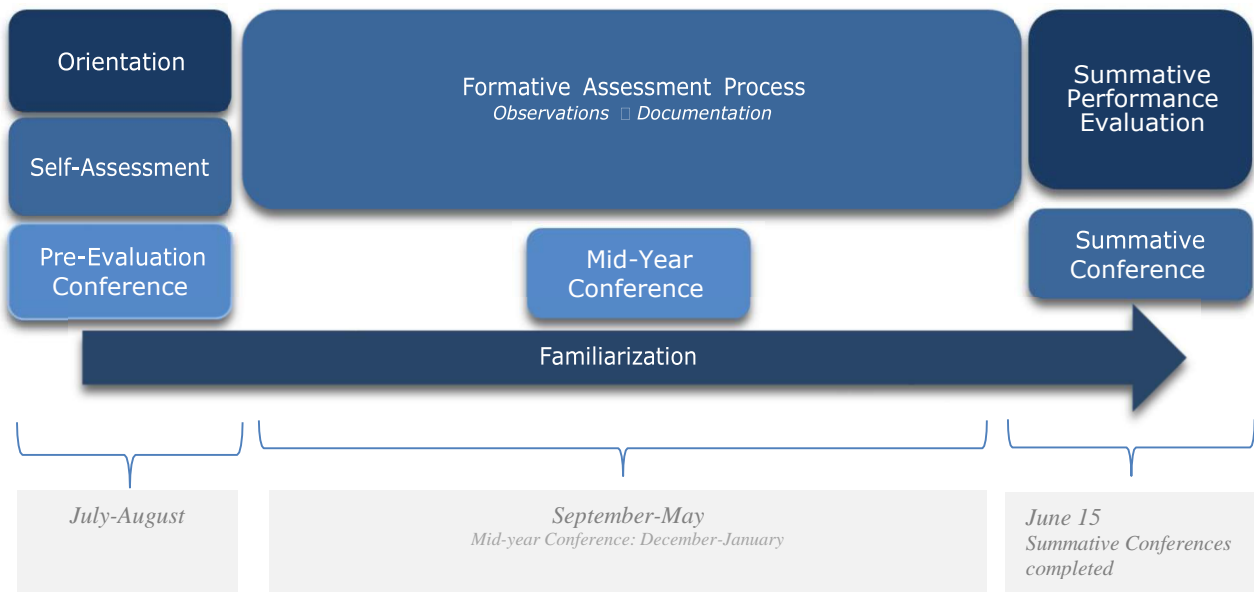 Orientation
Self-Assessment
Pre-Evaluation
Conference
Formative Assessment Process
Observations □ Documentation
Mid-Year
Conference
Summative
Performance
Evaluation
Summative
Conference
Familiarization
July-August
September-May
Mid-year Conference: December-January
June 15
Summative Conferences
completed